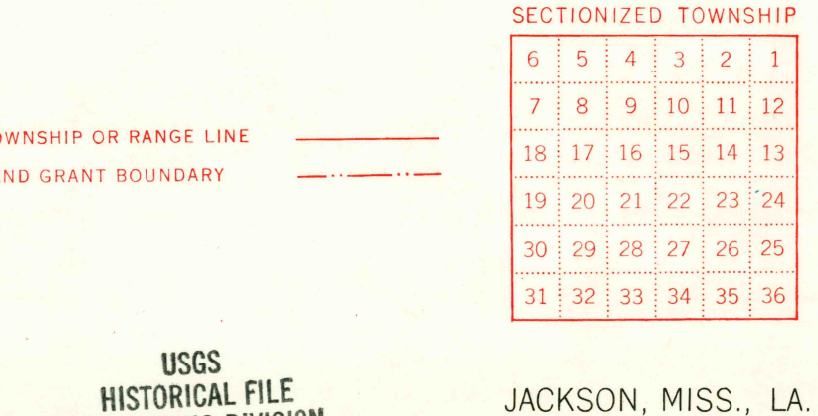 SECTIONIZED TOWNSHIP
6 5 4 3 2 1
7 8 9 10 11 12
18 17 16 15 14 13
19 20 21 22 23 24
30 29 28 27 26 25
31 32 33 34 35 36
OWNSHIP OR RANGE LINE
AND GRANT BOUNDARY
USGS
HISTORICAL FILE
DIVISION
JACKSON, MISS., LA.